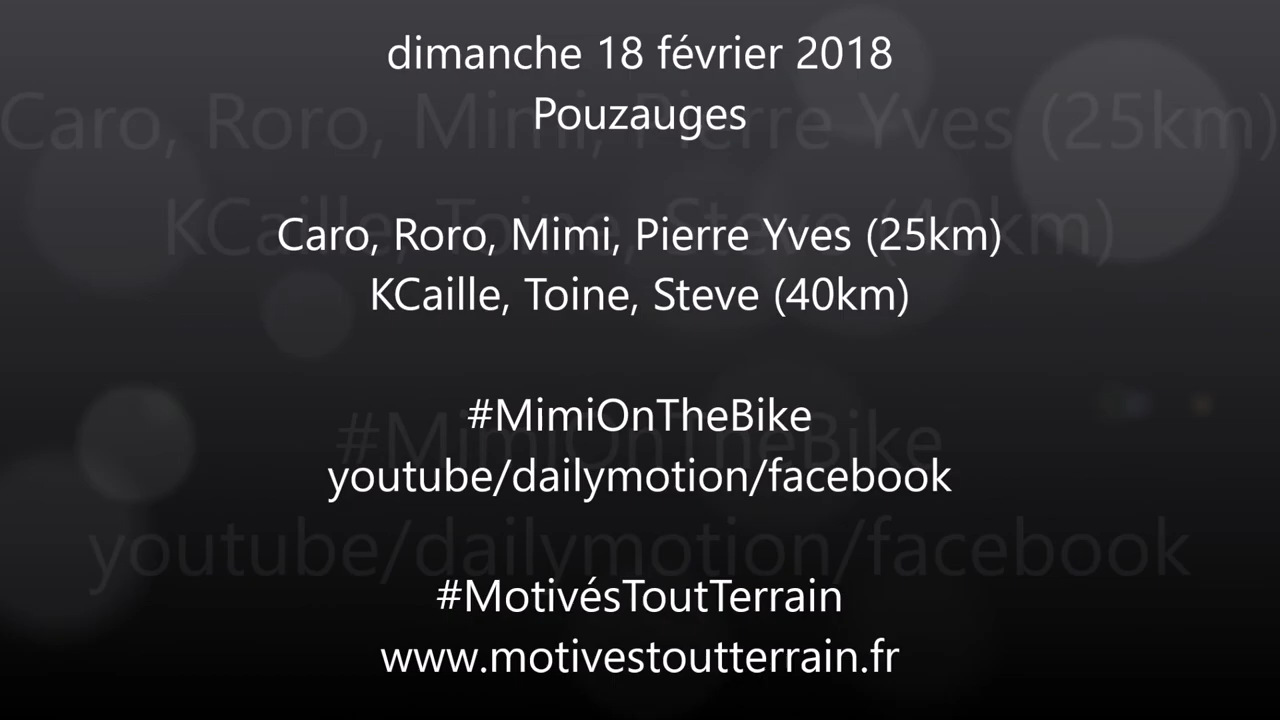 dimanche 18 février 2018
Pouzauges
Caro, Roro, Mimi, Pierre Yves (25km)
KCaille, Toine, Steve (40km)
#MimiOnTheBike
youtube/dailymotion/facebook
#MotivésToutTerrain
www.motivestoutterrain.fr